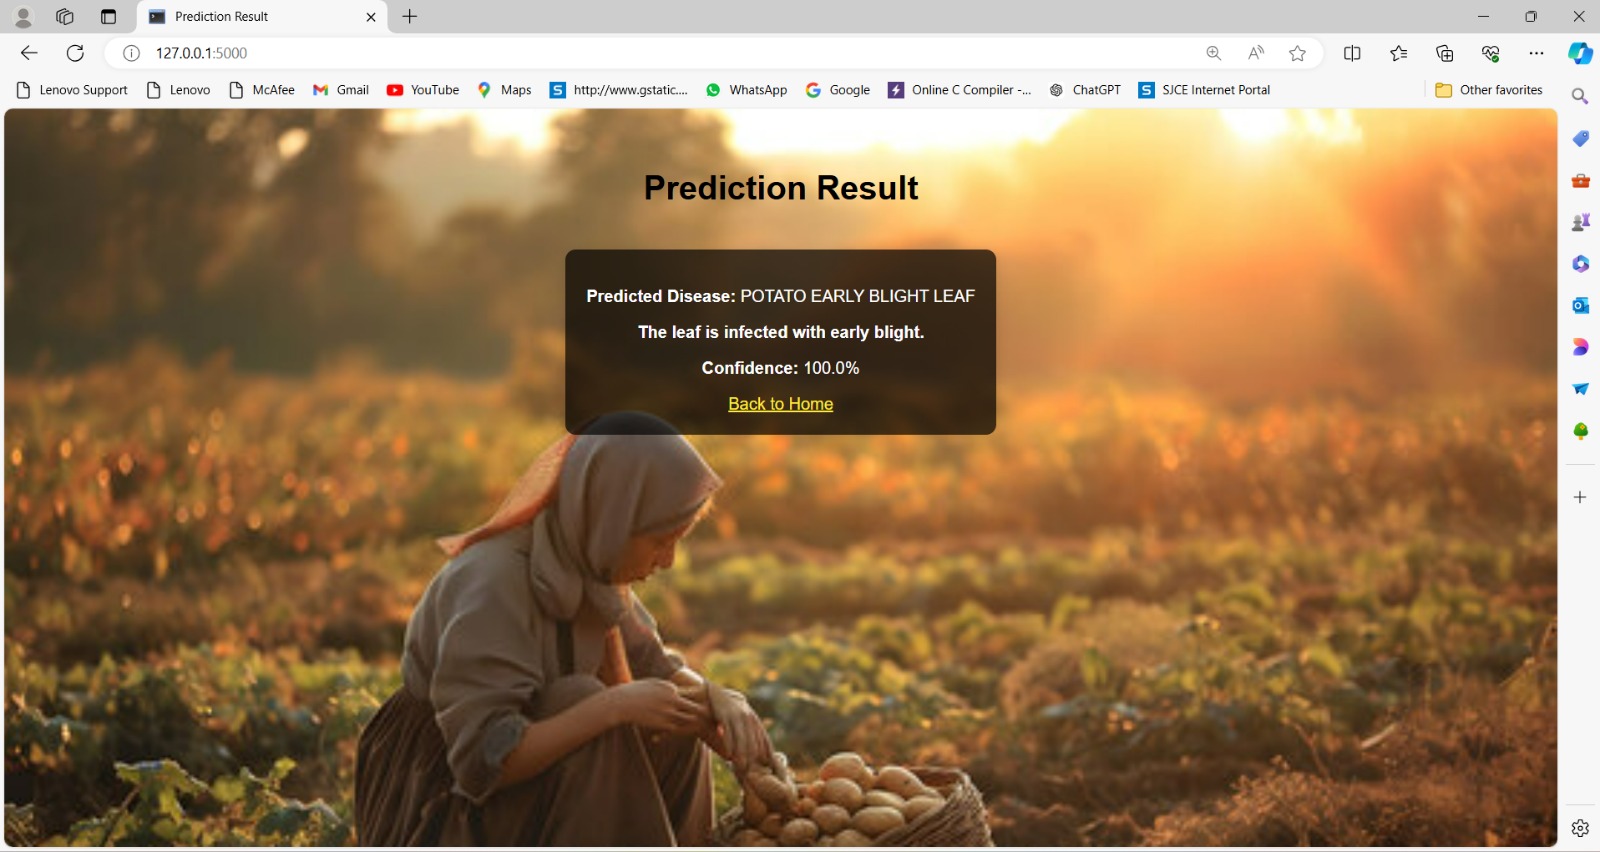 Prediction Result
127.0.0.1:5000
Lenovo Support Lenovo McAfee Gmail YouTube Maps http://www.gstatic.... WhatsApp Google Online C Compiler -... ChatGPT SJCE Internet Portal Other favorites
Prediction Result
Predicted Disease: POTATO EARLY BLIGHT LEAF
The leaf is infected with early blight.
Confidence: 100.0%
Back to Home